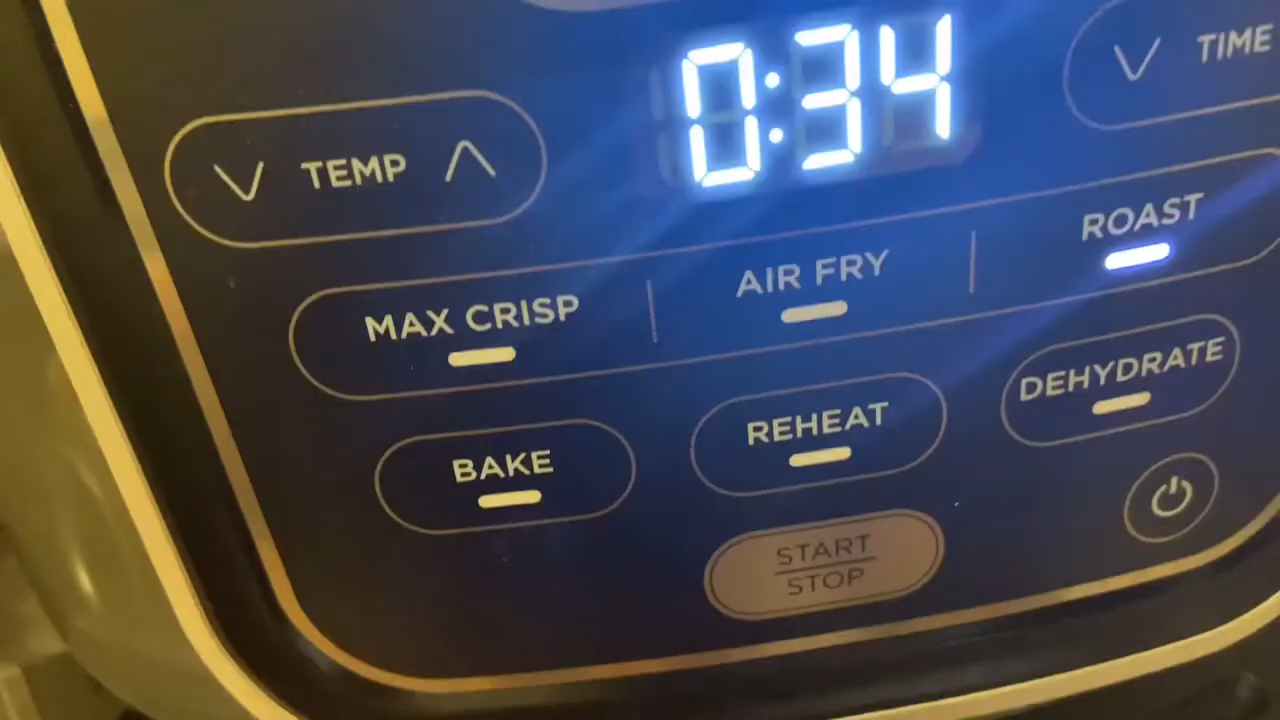 0:34
TIME
TEMP
MAX CRISP
AIR FRY
ROAST
BAKE
REHEAT
DEHYDRATE
START
STOP